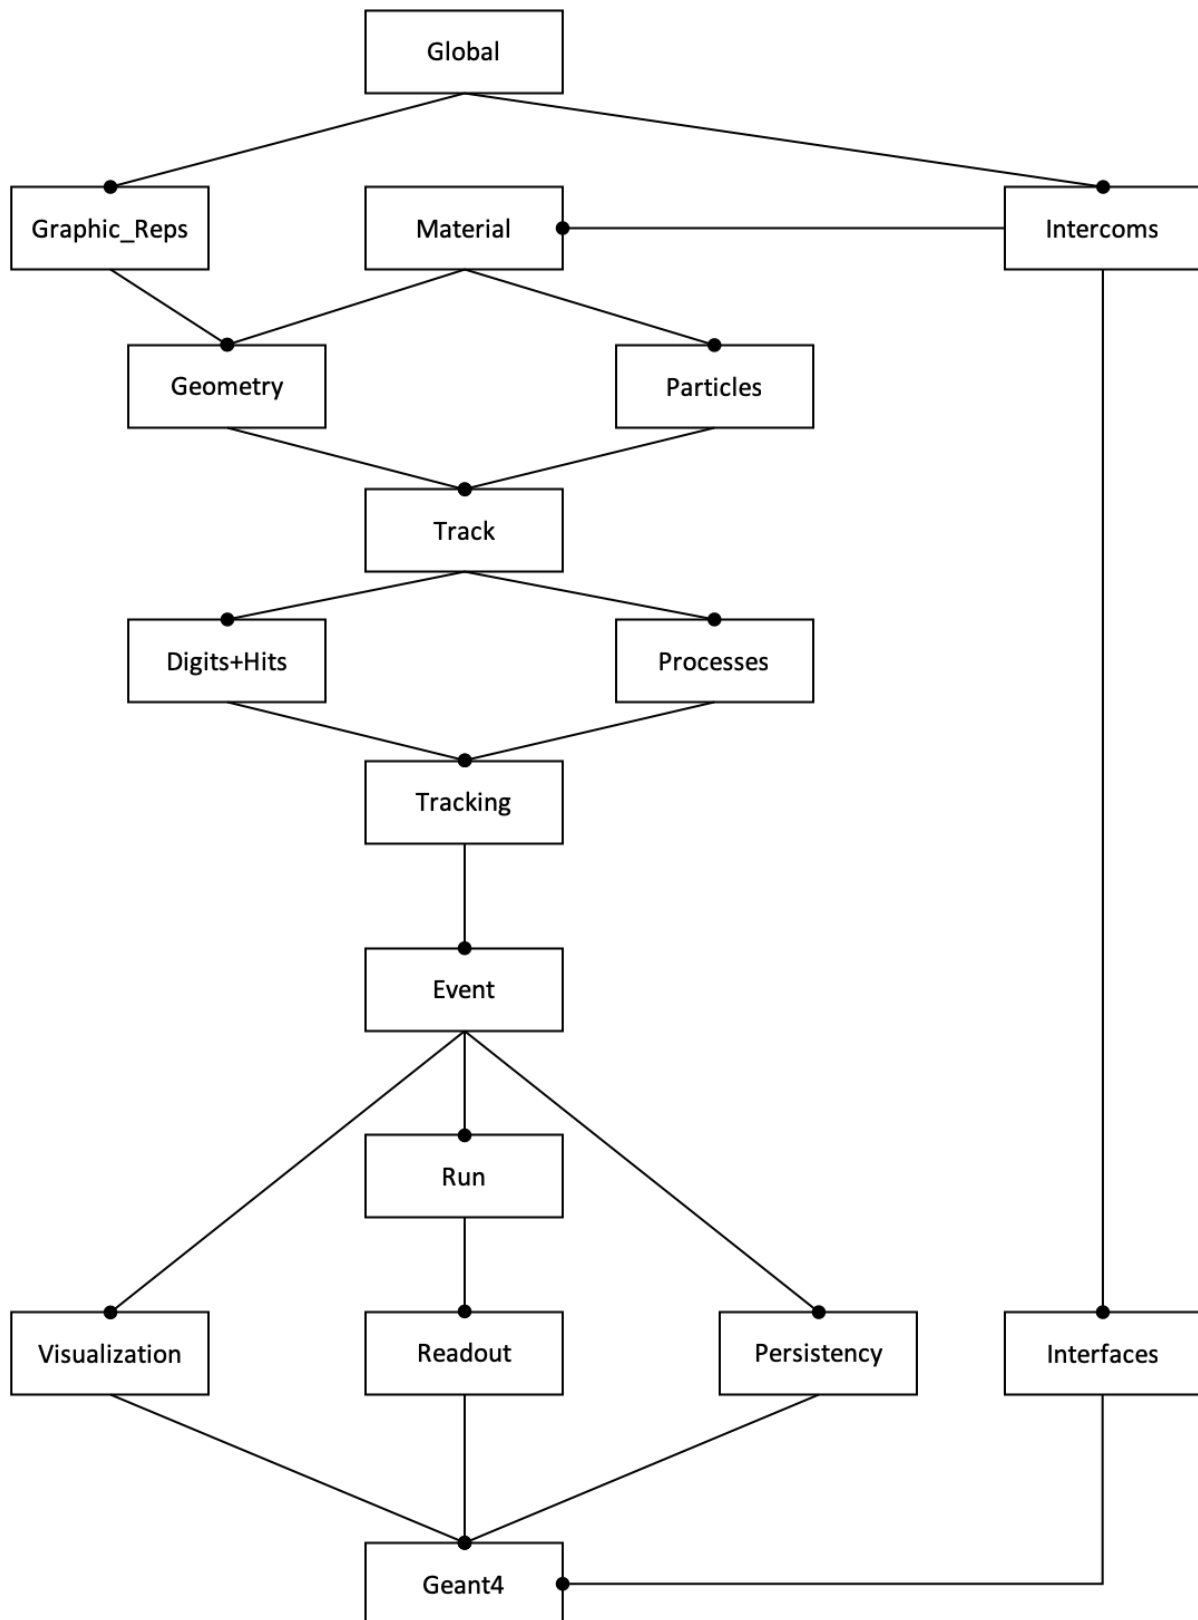 Global
Graphic_Reps
Material
Intercoms
Geometry
Particles
Track
Digits+Hits
Processes
Tracking
Event
Run
Visualization
Readout
Persistency
Interfaces
Geant4